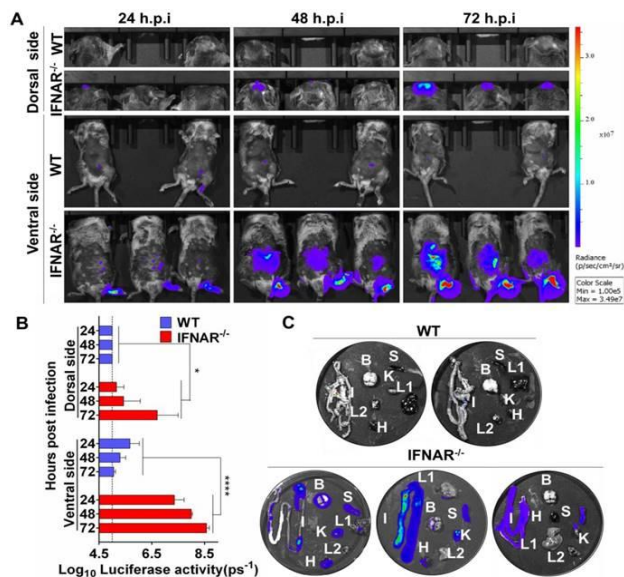 A
24 h.p.i 48 h.p.i 72 h.p.i
Dorsal side
WT
IFNAR-/-
Ventral side
WT
IFNAR-/-
3.0
2.0
x10⁷
1.0
Radiance
(p/sec/cm²/sr)
Color Scale
Min = 1.00e5
Max = 3.49e7
B
WT
IFNAR-/-
Hours post infection
Dorsal side
24
48
72
24
48
72
*
Ventral side
24
48
72
24
48
72
****
4.5 6.5 8.5
Log₁₀ Luciferase activity(ps⁻¹)
C
WT
B S K L1 I L2 H
B S K L1 I L2 H
IFNAR-/-
B S I L1 K L2 H
L1 B S I K L2 H
H B S I L1 K L2